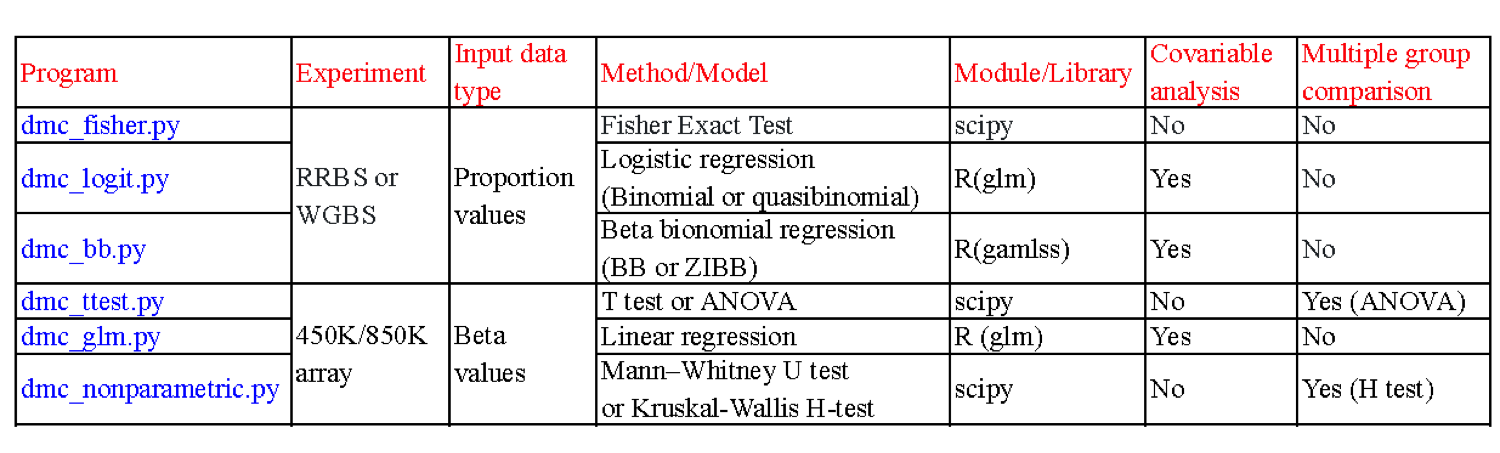 Program
Experiment
Input data
type
Method/Model
Module/Library
Covariable
analysis
Multiple group
comparison
dmc_fisher.py
RRBS or
WGBS
Proportion
values
Fisher Exact Test
scipy
No
No
dmc_logit.py
Logistic regression
(Binomial or quasibinomial)
R(glm)
Yes
No
dmc_bb.py
Beta bionomial regression
(BB or ZIBB)
R(gamlss)
Yes
No
dmc_ttest.py
450K/850K
array
Beta
values
T test or ANOVA
scipy
No
Yes (ANOVA)
dmc_glm.py
Linear regression
R (glm)
Yes
No
dmc_nonparametric.py
Mann–Whitney U test
or Kruskal-Wallis H-test
scipy
No
Yes (H test)